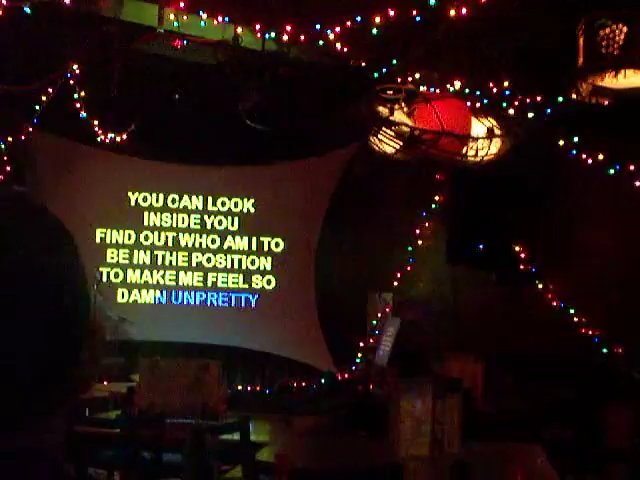 YOU CAN LOOK
INSIDE YOU
FIND OUT WHO AM I TO
BE IN THE POSITION
TO MAKE ME FEEL SO
DAMN UNPRETTY